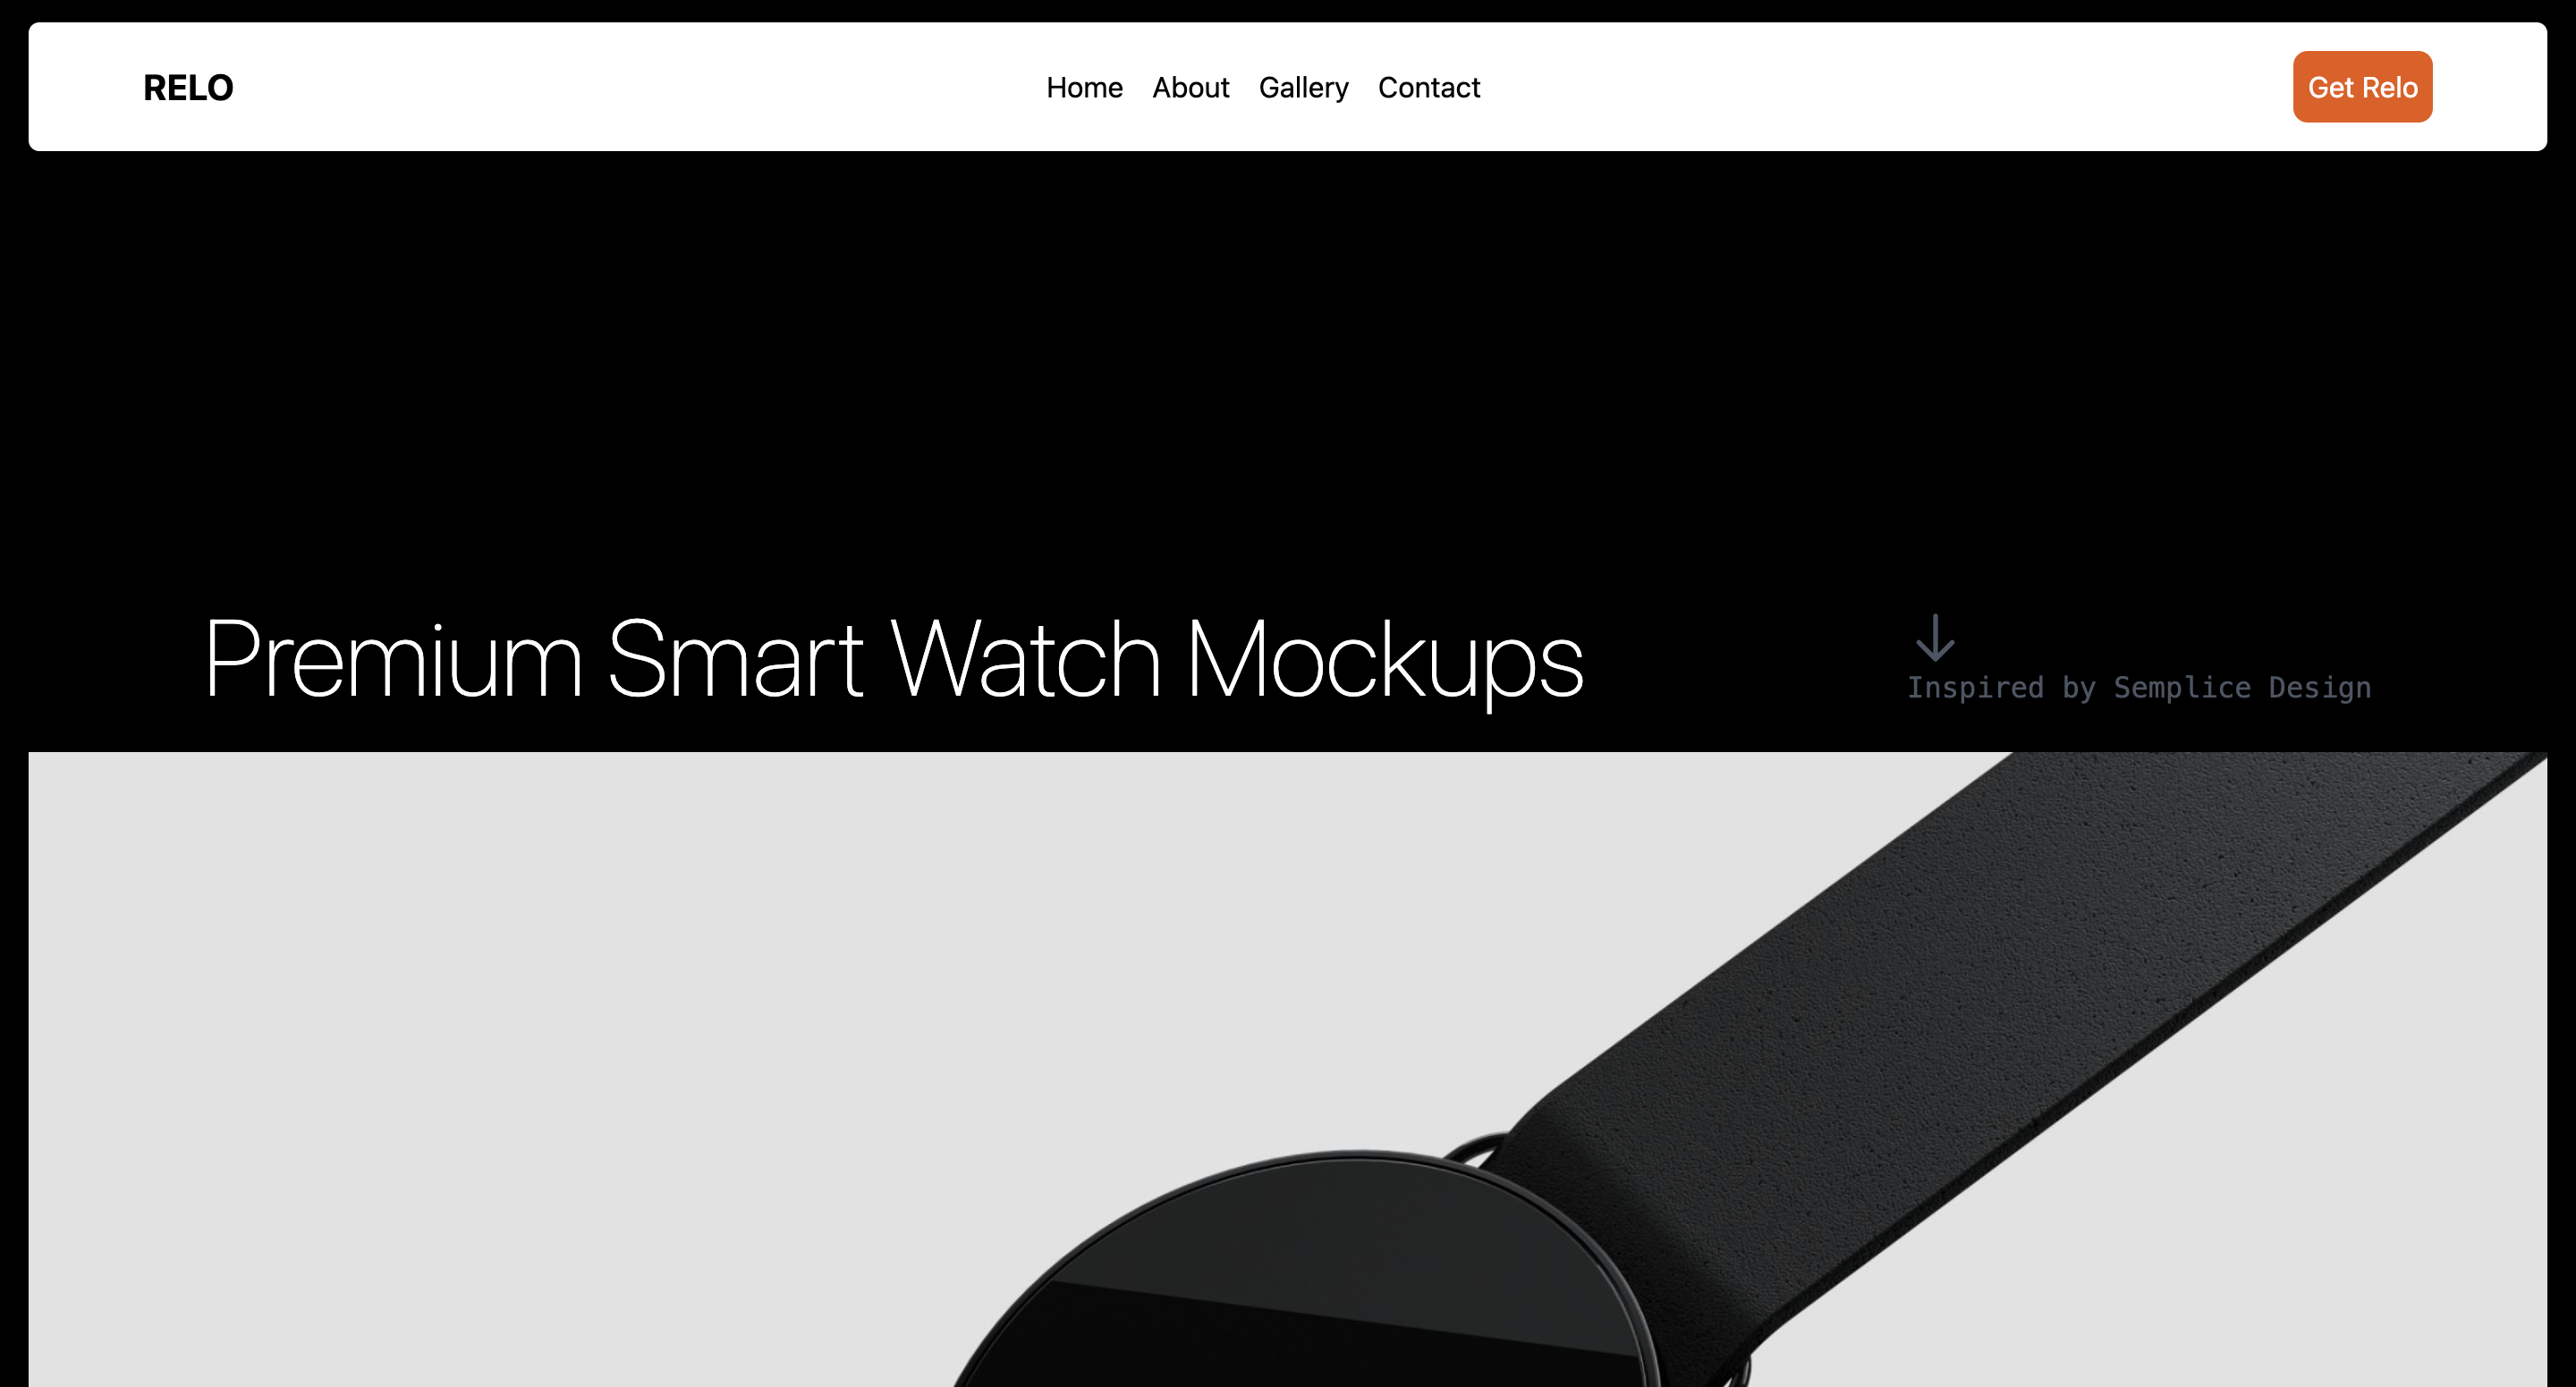 RELO
Home About Gallery Contact
Get Relo
Premium Smart Watch Mockups
Inspired by Semplice Design